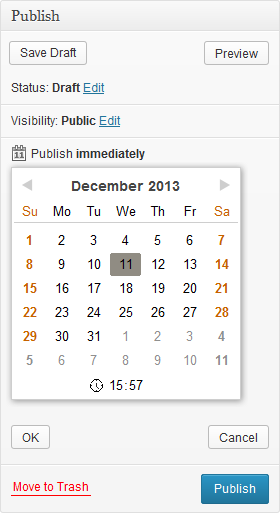 Publish
Save Draft Preview
Status: Draft Edit
Visibility: Public Edit
11 Publish immediately
December 2013
Su Mo Tu We Th Fr Sa
1 2 3 4 5 6 7
8 9 10 11 12 13 14
15 16 17 18 19 20 21
22 23 24 25 26 27 28
29 30 31 1 2 3 4
5 6 7 8 9 10 11
15:57
OK Cancel
Move to Trash Publish